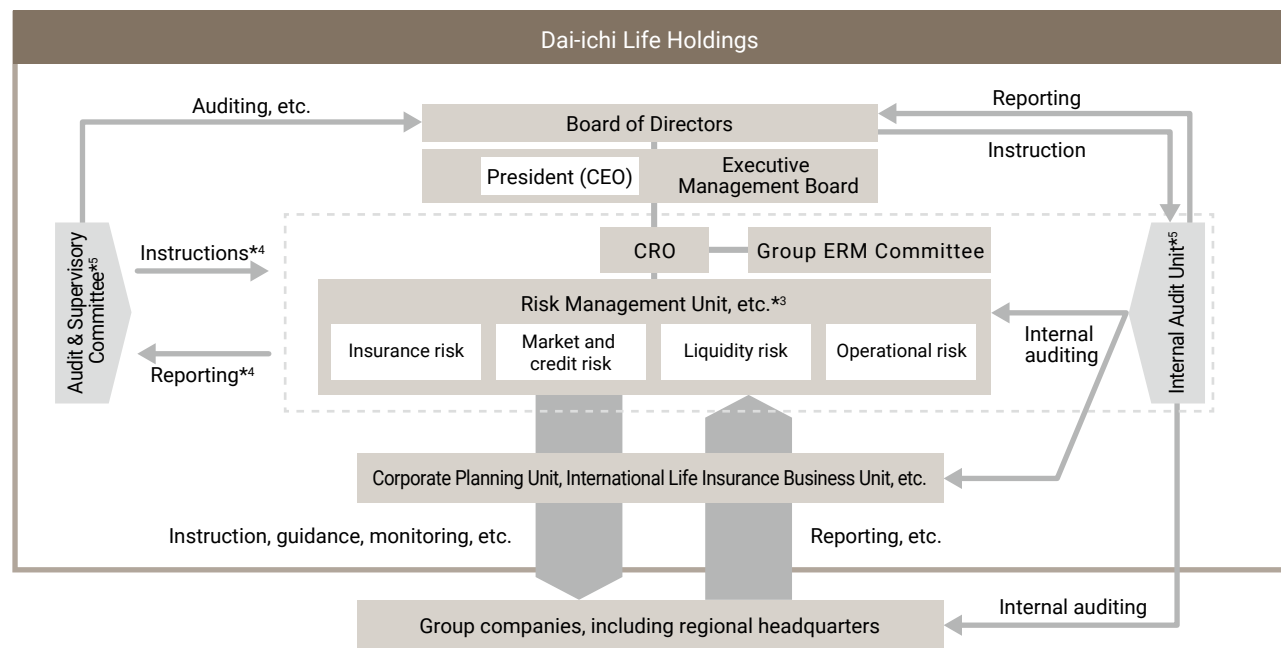 Dai-ichi Life Holdings
Auditing, etc.
Board of Directors
Reporting
Instruction
President (CEO)
Executive
Management Board
Audit & Supervisory
Committee*5
Instructions*4
Reporting*4
CRO
Group ERM Committee
Risk Management Unit, etc.*3
Insurance risk
Market and
credit risk
Liquidity risk
Operational risk
Internal
auditing
Internal Audit Unit*5
Corporate Planning Unit, International Life Insurance Business Unit, etc.
Instruction, guidance, monitoring, etc.
Reporting, etc.
Internal auditing
Group companies, including regional headquarters